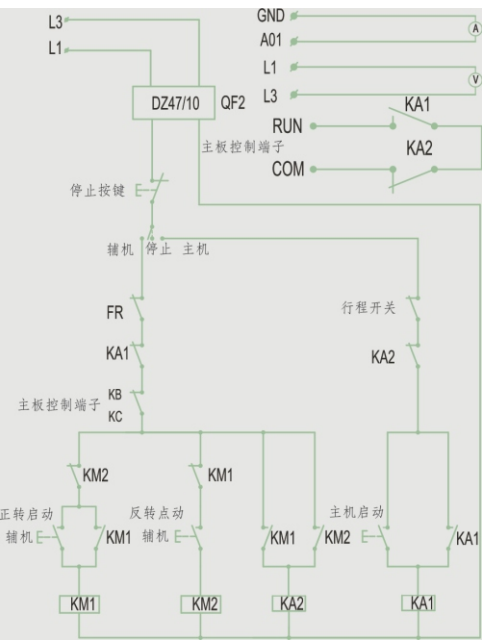 L3
L1
GND
A01
L1
L3
A
V
DZ47/10
QF2
KA1
RUN
主板控制端子
KA2
COM
停止按键
辅机 停止 主机
FR
行程开关
KA1
KA2
主板控制端子
KB
KC
KM2
KM1
正转启动
辅机
KM1
反转点动
辅机
KM1
KM2
主机启动
KA1
KM1
KM2
KA2
KA1